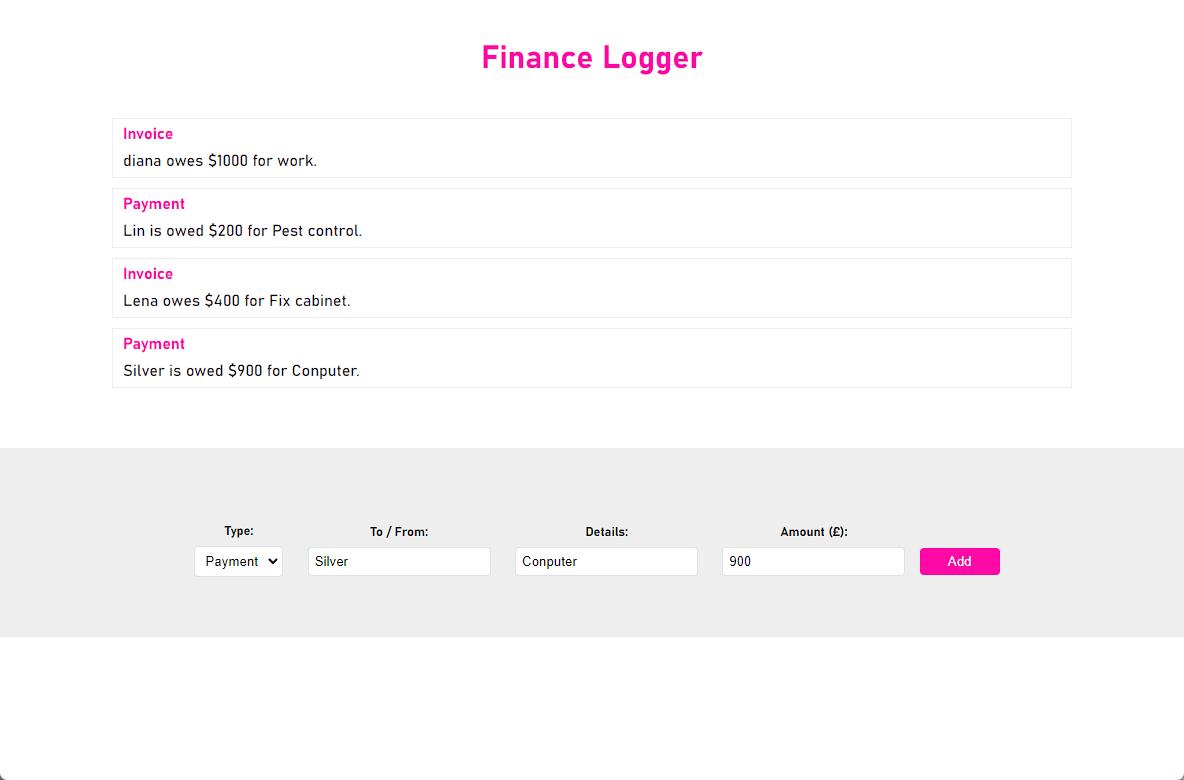 Finance Logger
Invoice
diana owes $1000 for work.
Payment
Lin is owed $200 for Pest control.
Invoice
Lena owes $400 for Fix cabinet.
Payment
Silver is owed $900 for Conputer.
Type: To / From: Details: Amount (£):
Payment Silver Conputer 900 Add